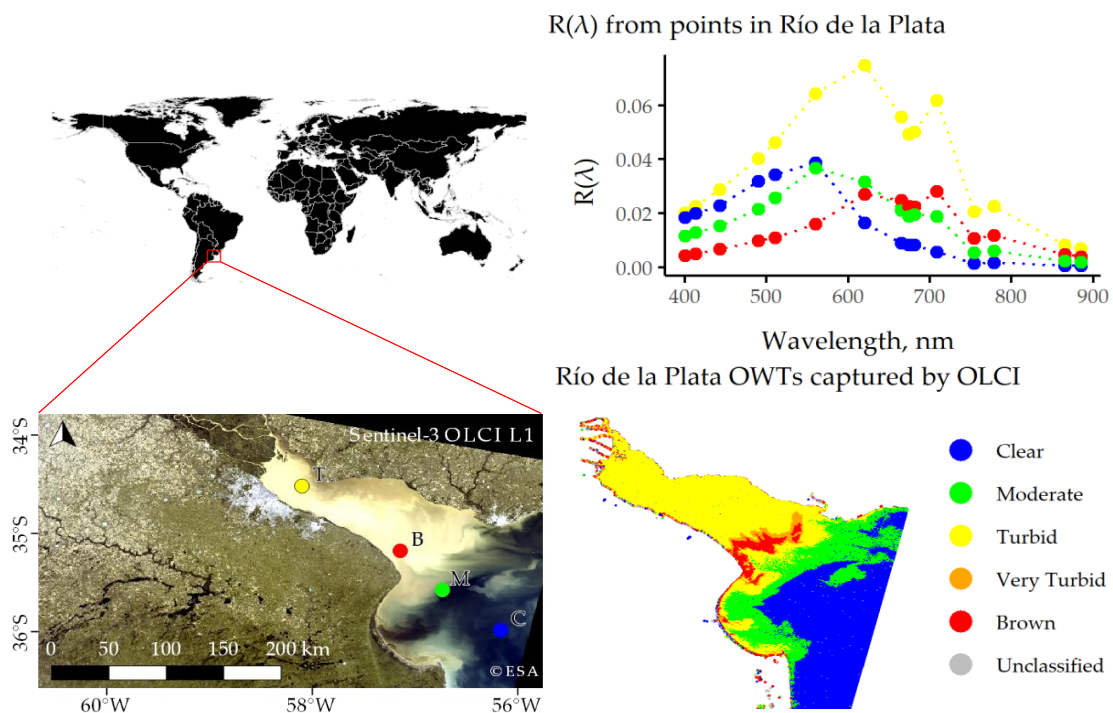 R(λ) from points in Río de la Plata
0.06
0.04
0.02
0.00
R(λ)
400 500 600 700 800 900
Wavelength, nm
Río de la Plata OWTs captured by OLCI
34°S
35°S
36°S
Sentinel-3 OLCI L1
T
B
M
C
0 50 100 150 200 km
©ESA
60°W 58°W 56°W
Clear
Moderate
Turbid
Very Turbid
Brown
Unclassified